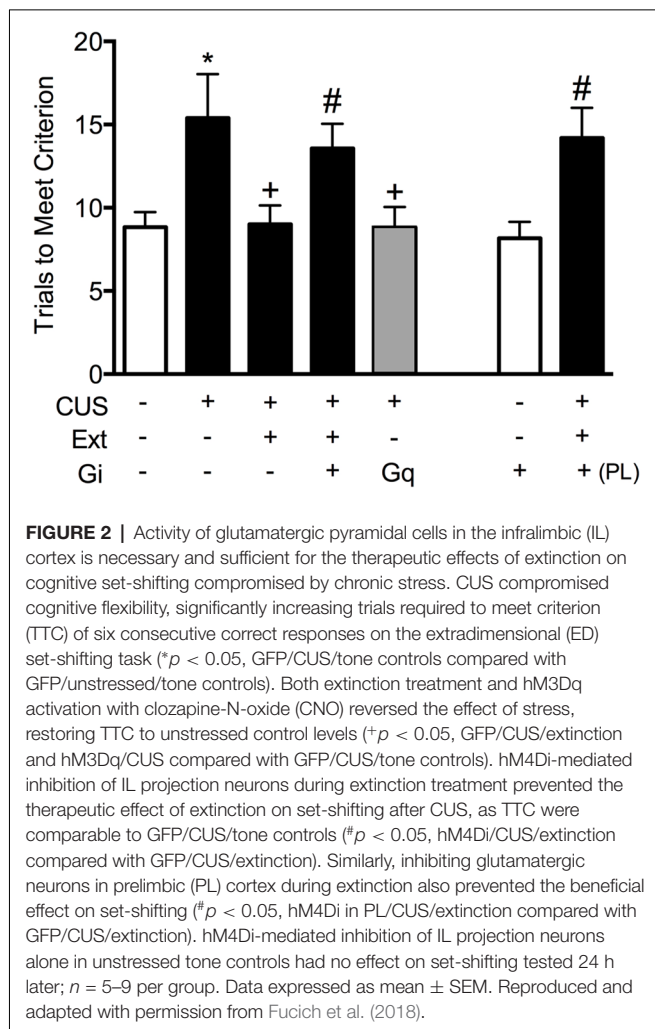 20
15
10
5
0
Trials to Meet Criterion
*
+
#
+
#
CUS - + + + + - +
Ext - - + + - - +
Gi - - - + Gq + + (PL)
FIGURE 2 | Activity of glutamatergic pyramidal cells in the infralimbic (IL)
cortex is necessary and sufficient for the therapeutic effects of extinction on
cognitive set-shifting compromised by chronic stress. CUS compromised
cognitive flexibility, significantly increasing trials required to meet criterion
(TTC) of six consecutive correct responses on the extradimensional (ED)
set-shifting task (*p < 0.05, GFP/CUS/tone controls compared with
GFP/unstressed/tone controls). Both extinction treatment and hM3Dq
activation with clozapine-N-oxide (CNO) reversed the effect of stress,
restoring TTC to unstressed control levels (+p < 0.05, GFP/CUS/extinction
and hM3Dq/CUS compared with GFP/CUS/tone controls). hM4Di-mediated
inhibition of IL projection neurons during extinction treatment prevented the
therapeutic effect of extinction on set-shifting after CUS, as TTC were
comparable to GFP/CUS/tone controls (#p < 0.05, hM4Di/CUS/extinction
compared with GFP/CUS/extinction). Similarly, inhibiting glutamatergic
neurons in prelimbic (PL) cortex during extinction also prevented the beneficial
effect on set-shifting (#p < 0.05, hM4Di in PL/CUS/extinction compared with
GFP/CUS/extinction). hM4Di-mediated inhibition of IL projection neurons
alone in unstressed tone controls had no effect on set-shifting tested 24 h
later; n = 5–9 per group. Data expressed as mean ± SEM. Reproduced and
adapted with permission from Fucich et al. (2018).